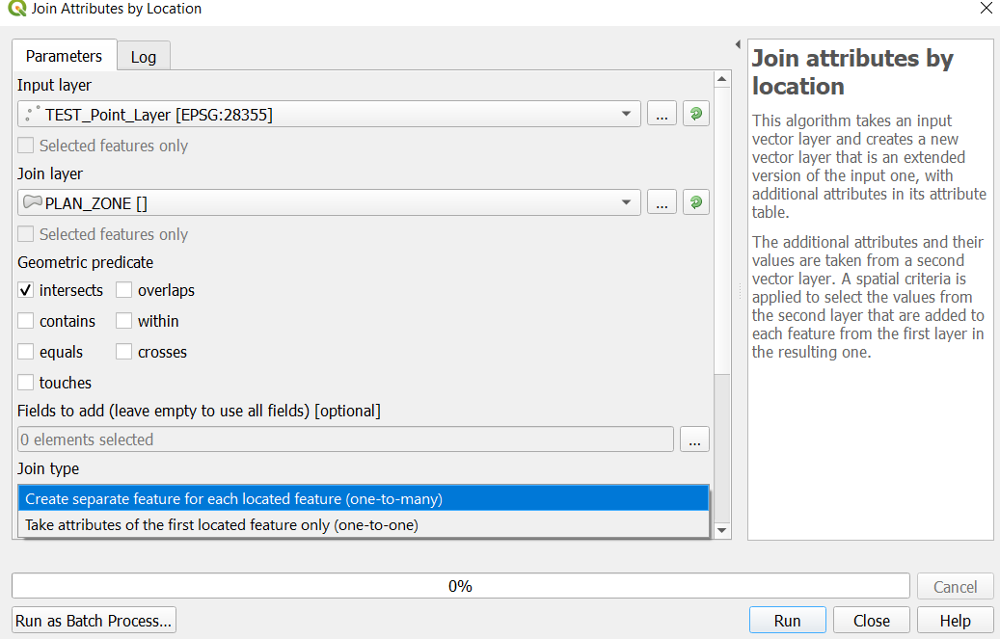 Join Attributes by Location
Parameters
Log
Input layer
TEST_Point_Layer [EPSG:28355]
...
Selected features only
Join layer
PLAN_ZONE []
...
Selected features only
Geometric predicate
intersects overlaps
contains within
equals crosses
touches
Fields to add (leave empty to use all fields) [optional]
0 elements selected
...
Join type
Create separate feature for each located feature (one-to-many)
Take attributes of the first located feature only (one-to-one)
Join attributes by
location
This algorithm takes an input
vector layer and creates a new
vector layer that is an extended
version of the input one, with
additional attributes in its attribute
table.
The additional attributes and their
values are taken from a second
vector layer. A spatial criteria is
applied to select the values from
the second layer that are added to
each feature from the first layer in
the resulting one.
0%
Cancel
Run as Batch Process...
Run
Close
Help